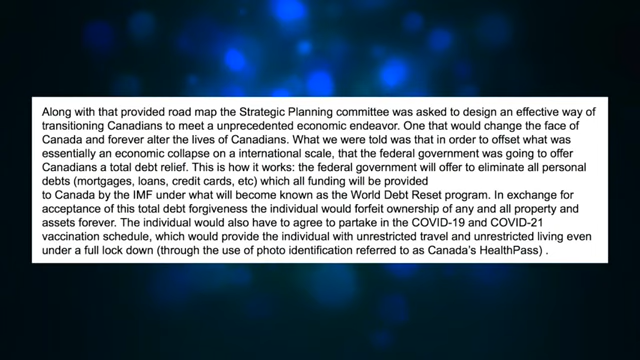 Along with that provided road map the Strategic Planning committee was asked to design an effective way of
transitioning Canadians to meet a unprecedented economic endeavor. One that would change the face of
Canada and forever alter the lives of Canadians. What we were told was that in order to offset what was
essentially an economic collapse on a international scale, that the federal government was going to offer
Canadians a total debt relief. This is how it works: the federal government will offer to eliminate all personal
debts (mortgages, loans, credit cards, etc) which all funding will be provided
to Canada by the IMF under what will become known as the World Debt Reset program. In exchange for
acceptance of this total debt forgiveness the individual would forfeit ownership of any and all property and
assets forever. The individual would also have to agree to partake in the COVID-19 and COVID-21
vaccination schedule, which would provide the individual with unrestricted travel and unrestricted living even
under a full lock down (through the use of photo identification referred to as Canada's HealthPass) .